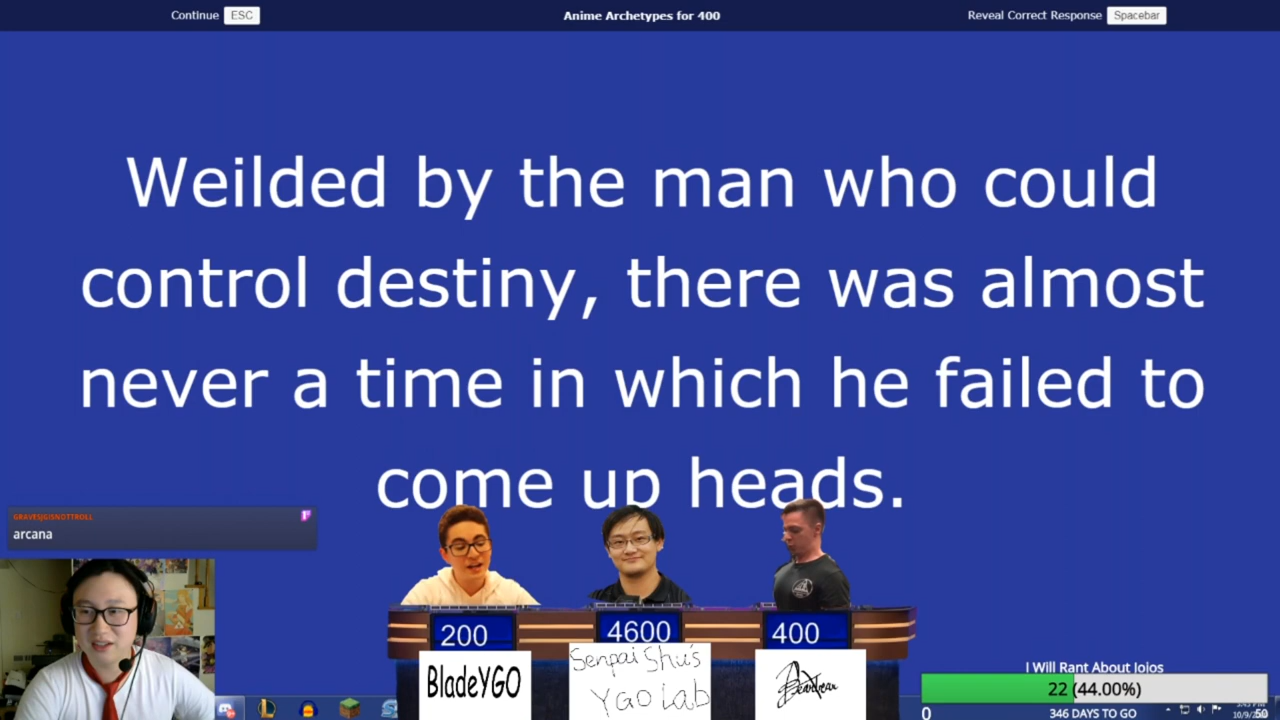 Continue ESC
Anime Archetypes for 400
Reveal Correct Response Spacebar
Weilded by the man who could
control destiny, there was almost
never a time in which he failed to
come up heads.
GRAVESJGISNOTTROLL
arcana
200
4600
400
BladeYGO
Senpai Shu's
YGO Lab
I Will Rant About Jojos
22 (44.00%)
0
346 DAYS TO GO
50